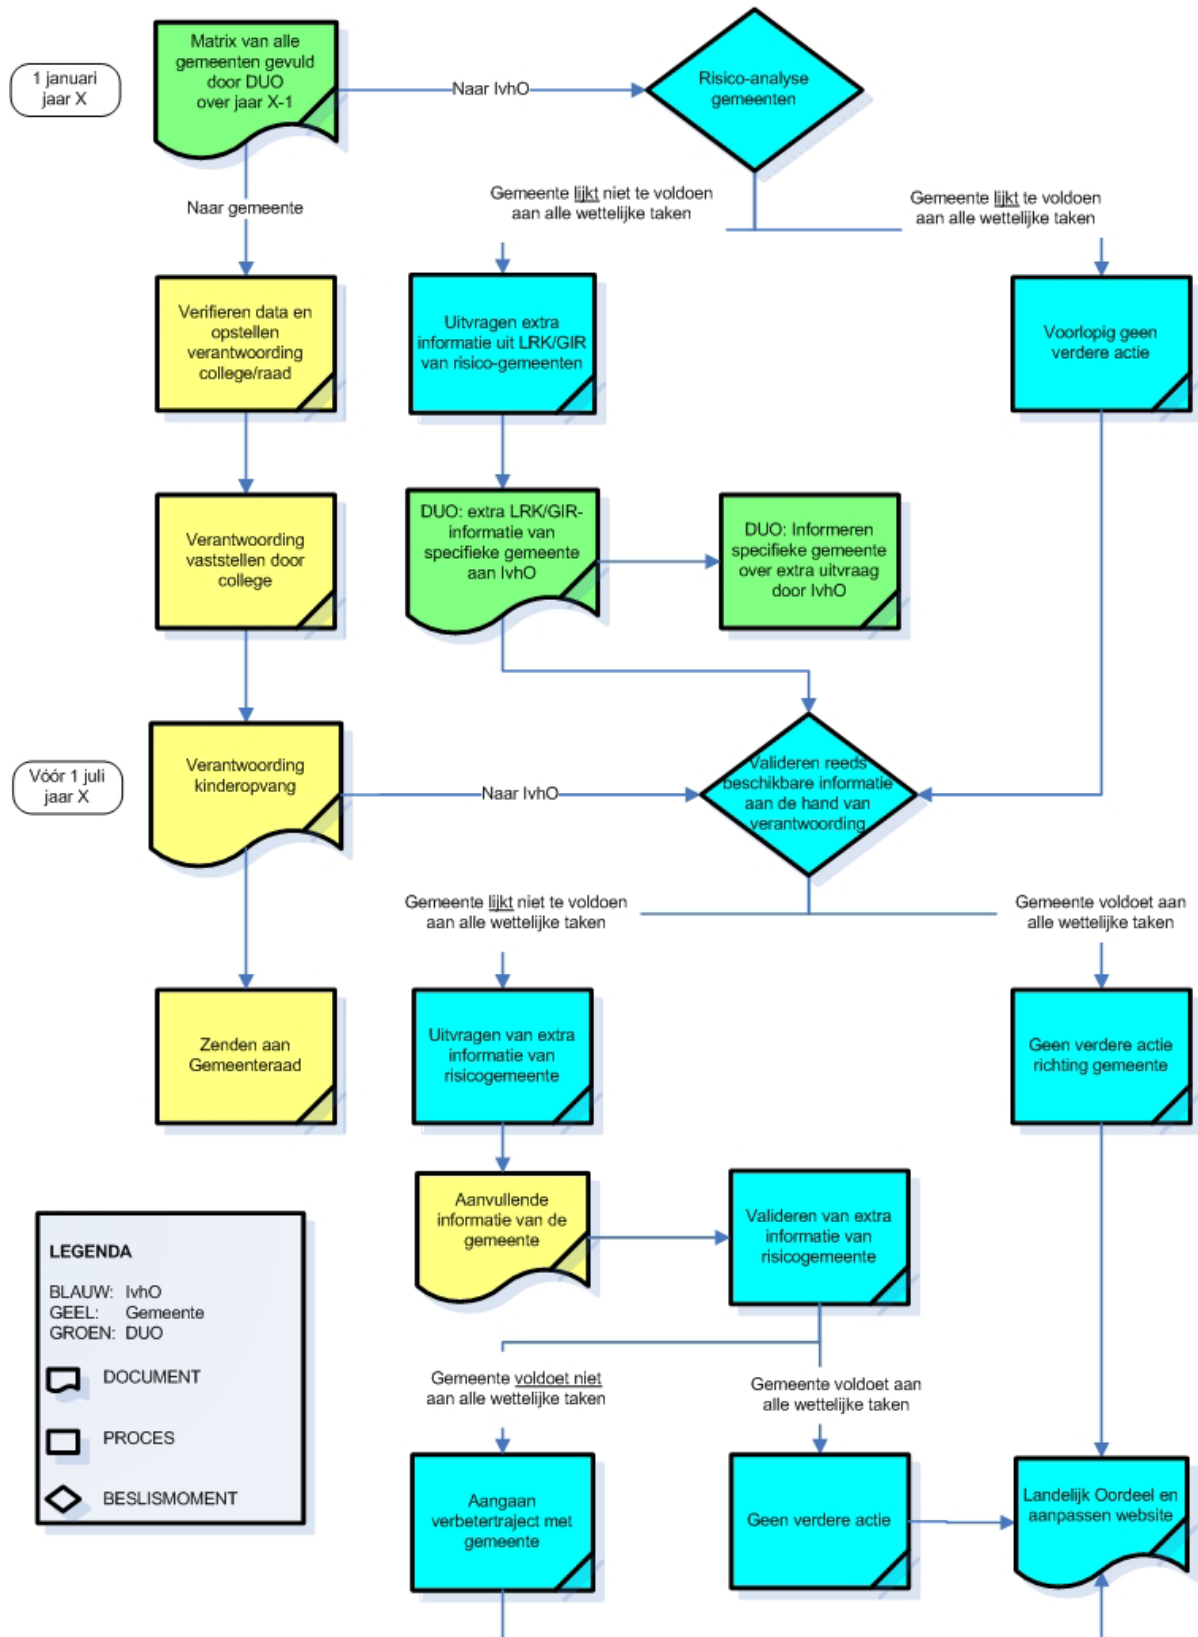 1 januari
jaar X
Matrix van alle
gemeenten gevuld
door DUO
over jaar X-1
Naar IvhO
Risico-analyse
gemeenten
Naar gemeente
Gemeente lijkt niet te voldoen
aan alle wettelijke taken
Gemeente lijkt te voldoen
aan alle wettelijke taken
Verifieren data en
opstellen
verantwoording
college/raad
Uitvragen extra
informatie uit LRK/GIR
van risico-gemeenten
Voorlopig geen
verdere actie
Verantwoording
vaststellen door
college
DUO: extra LRK/GIR-
informatie van
specifieke gemeente
aan IvhO
DUO: Informeren
specifieke gemeente
over extra uitvraag
door IvhO
Vóór 1 juli
jaar X
Verantwoording
kinderopvang
Naar IvhO
Valideren reeds
beschikbare informatie
aan de hand van
verantwoording
Gemeente lijkt niet te voldoen
aan alle wettelijke taken
Gemeente voldoet aan
alle wettelijke taken
Zenden aan
Gemeenteraad
Uitvragen van extra
informatie van
risicogemeente
Geen verdere actie
richting gemeente
Aanvullende
informatie van de
gemeente
Valideren van extra
informatie van
risicogemeente
LEGENDA
BLAUW: IvhO
GEEL: Gemeente
GROEN: DUO
DOCUMENT
PROCES
BESLISMOMENT
Gemeente voldoet niet
aan alle wettelijke taken
Gemeente voldoet aan
alle wettelijke taken
Aangaan
verbetertraject met
gemeente
Geen verdere actie
Landelijk Oordeel en
aanpassen website